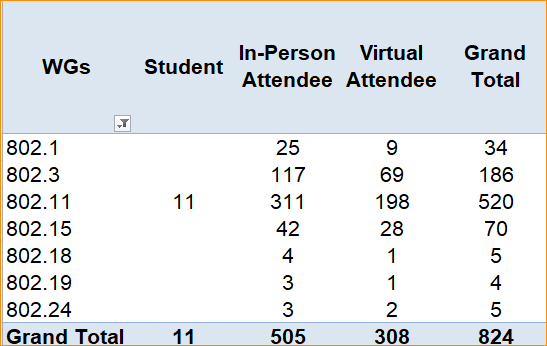 WGs Student In-Person Attendee Virtual Attendee Grand Total
802.1 25 9 34
802.3 117 69 186
802.11 11 311 198 520
802.15 42 28 70
802.18 4 1 5
802.19 3 1 4
802.24 3 2 5
Grand Total 11 505 308 824